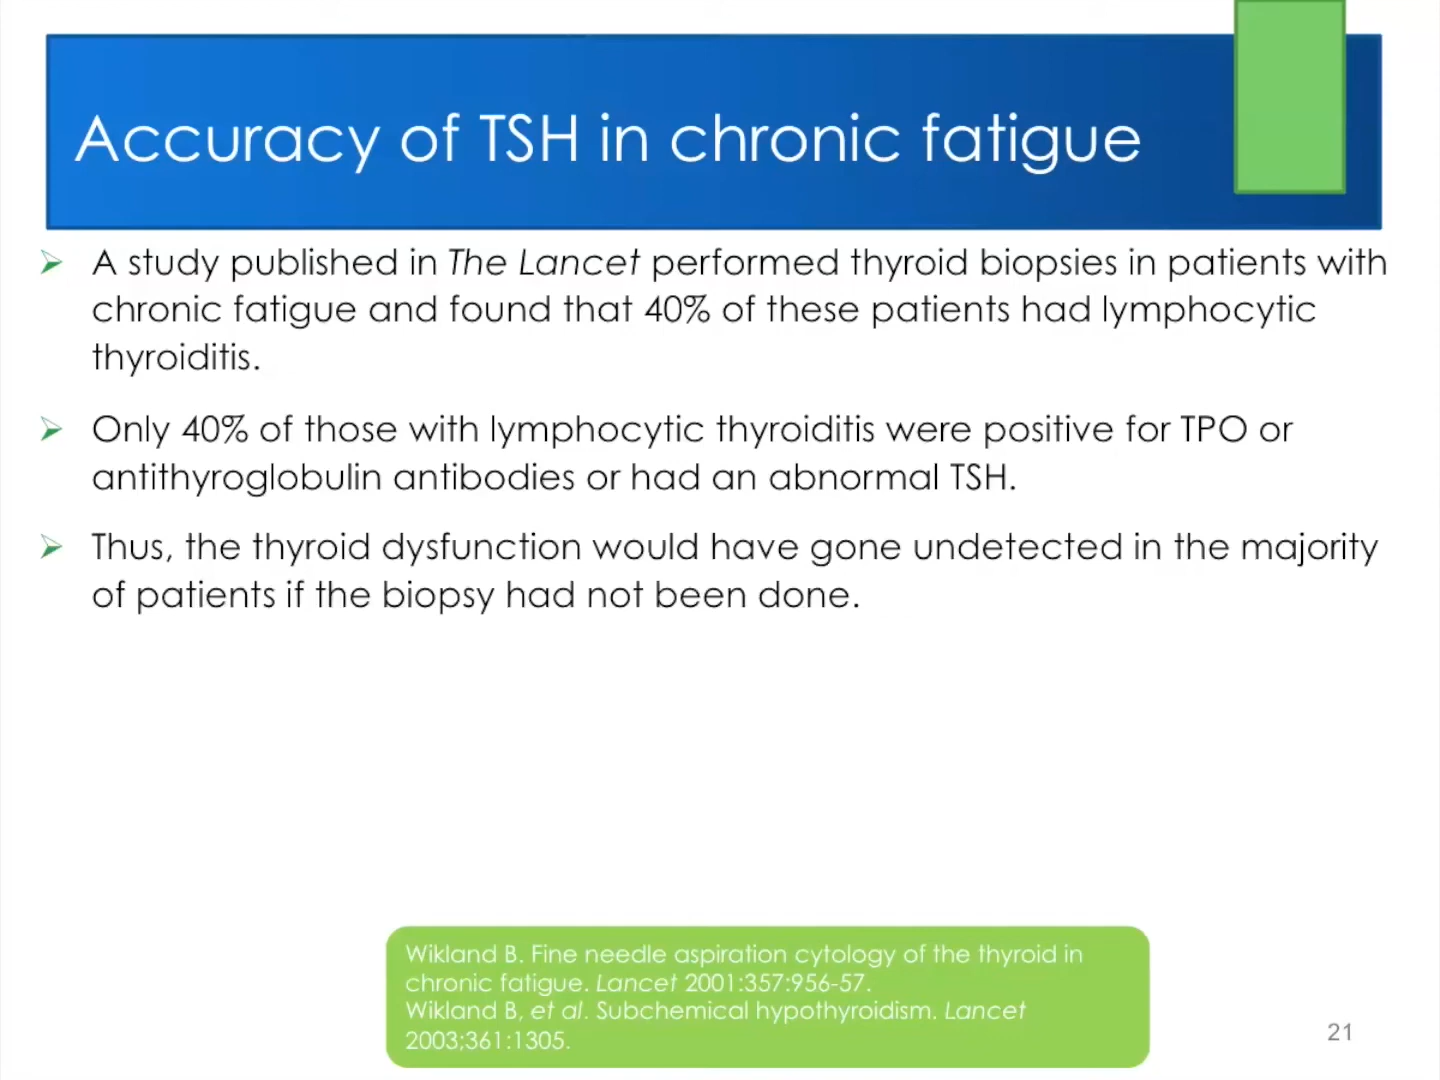 Accuracy of TSH in chronic fatigue
A study published in The Lancet performed thyroid biopsies in patients with
chronic fatigue and found that 40% of these patients had lymphocytic
thyroiditis.
Only 40% of those with lymphocytic thyroiditis were positive for TPO or
antithyroglobulin antibodies or had an abnormal TSH.
Thus, the thyroid dysfunction would have gone undetected in the majority
of patients if the biopsy had not been done.
Wikland B. Fine needle aspiration cytology of the thyroid in
chronic fatigue. Lancet 2001:357:956-57.
Wikland B, et al. Subchemical hypothyroidism. Lancet
2003;361:1305.
21